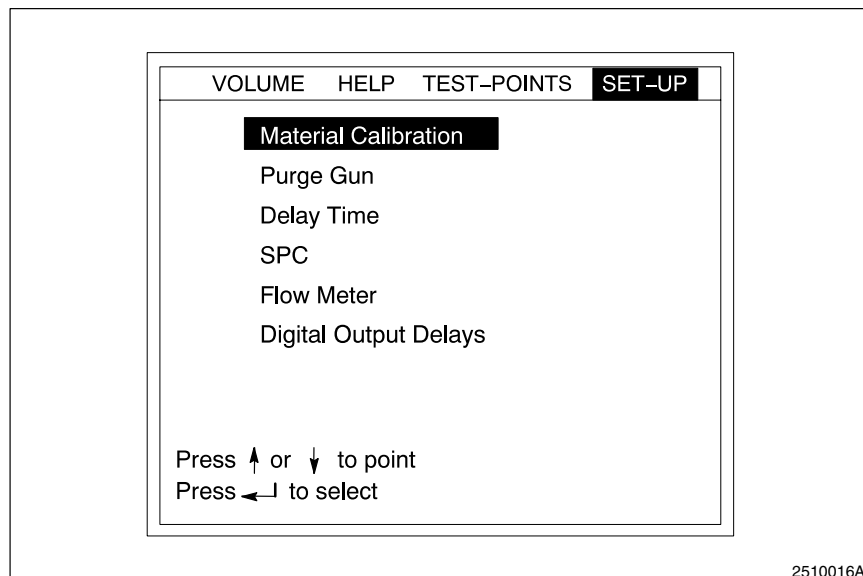 VOLUME HELP TEST–POINTS SET–UP
Material Calibration
Purge Gun
Delay Time
SPC
Flow Meter
Digital Output Delays
Press ↑ or ↓ to point
Press ↵ to select
2510016A